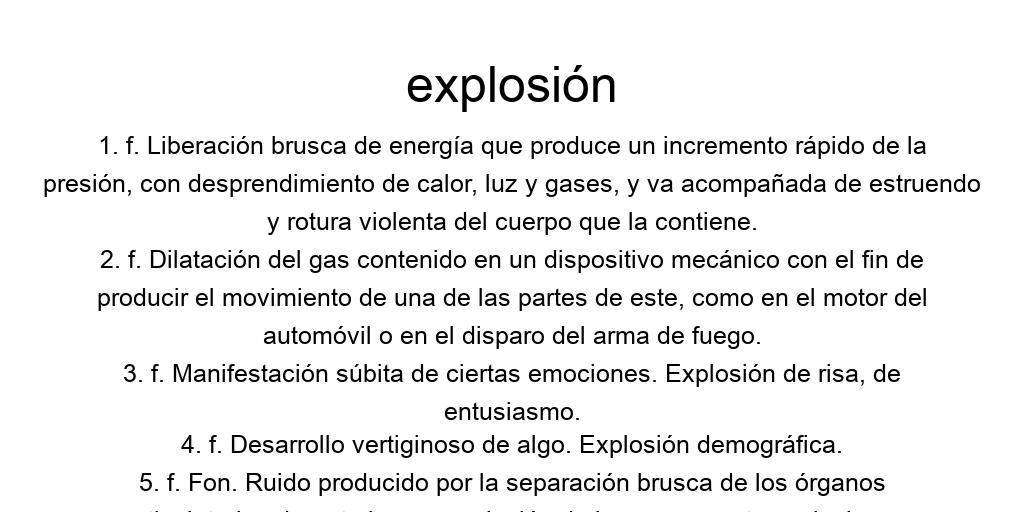 explosión
1. f. Liberación brusca de energía que produce un incremento rápido de la
presión, con desprendimiento de calor, luz y gases, y va acompañada de estruendo
y rotura violenta del cuerpo que la contiene.
2. f. Dilatación del gas contenido en un dispositivo mecánico con el fin de
producir el movimiento de una de las partes de este, como en el motor del
automóvil o en el disparo del arma de fuego.
3. f. Manifestación súbita de ciertas emociones. Explosión de risa, de
entusiasmo.
4. f. Desarrollo vertiginoso de algo. Explosión demográfica.
5. f. Fon. Ruido producido por la separación brusca de los órganos